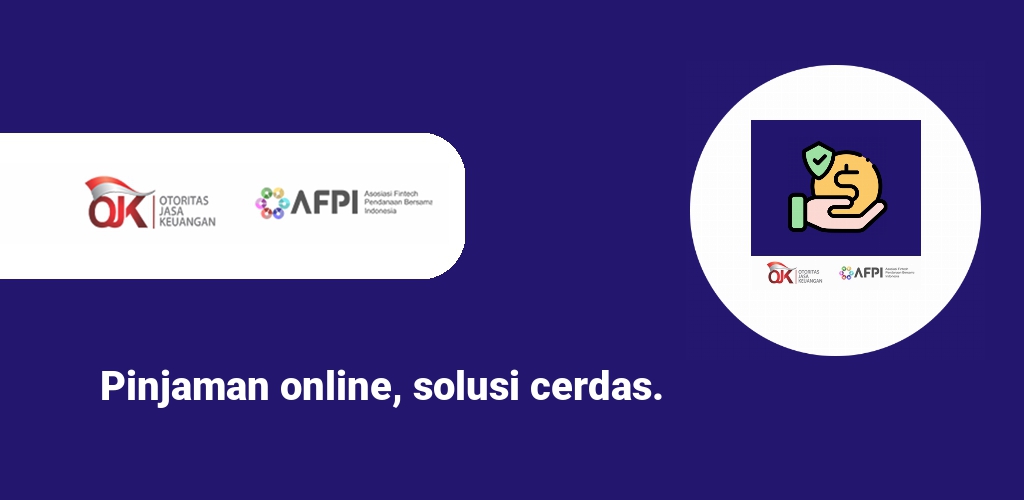 OJK
OTORITAS
JASA
KEUANGAN
AFPI
Asosiasi Fintech
Pendanaan Bersama
Indonesia
OJK
OTORITAS
JASA
KEUANGAN
AFPI
Asosiasi Fintech
Pendanaan Bersama
Indonesia
Pinjaman online, solusi cerdas.